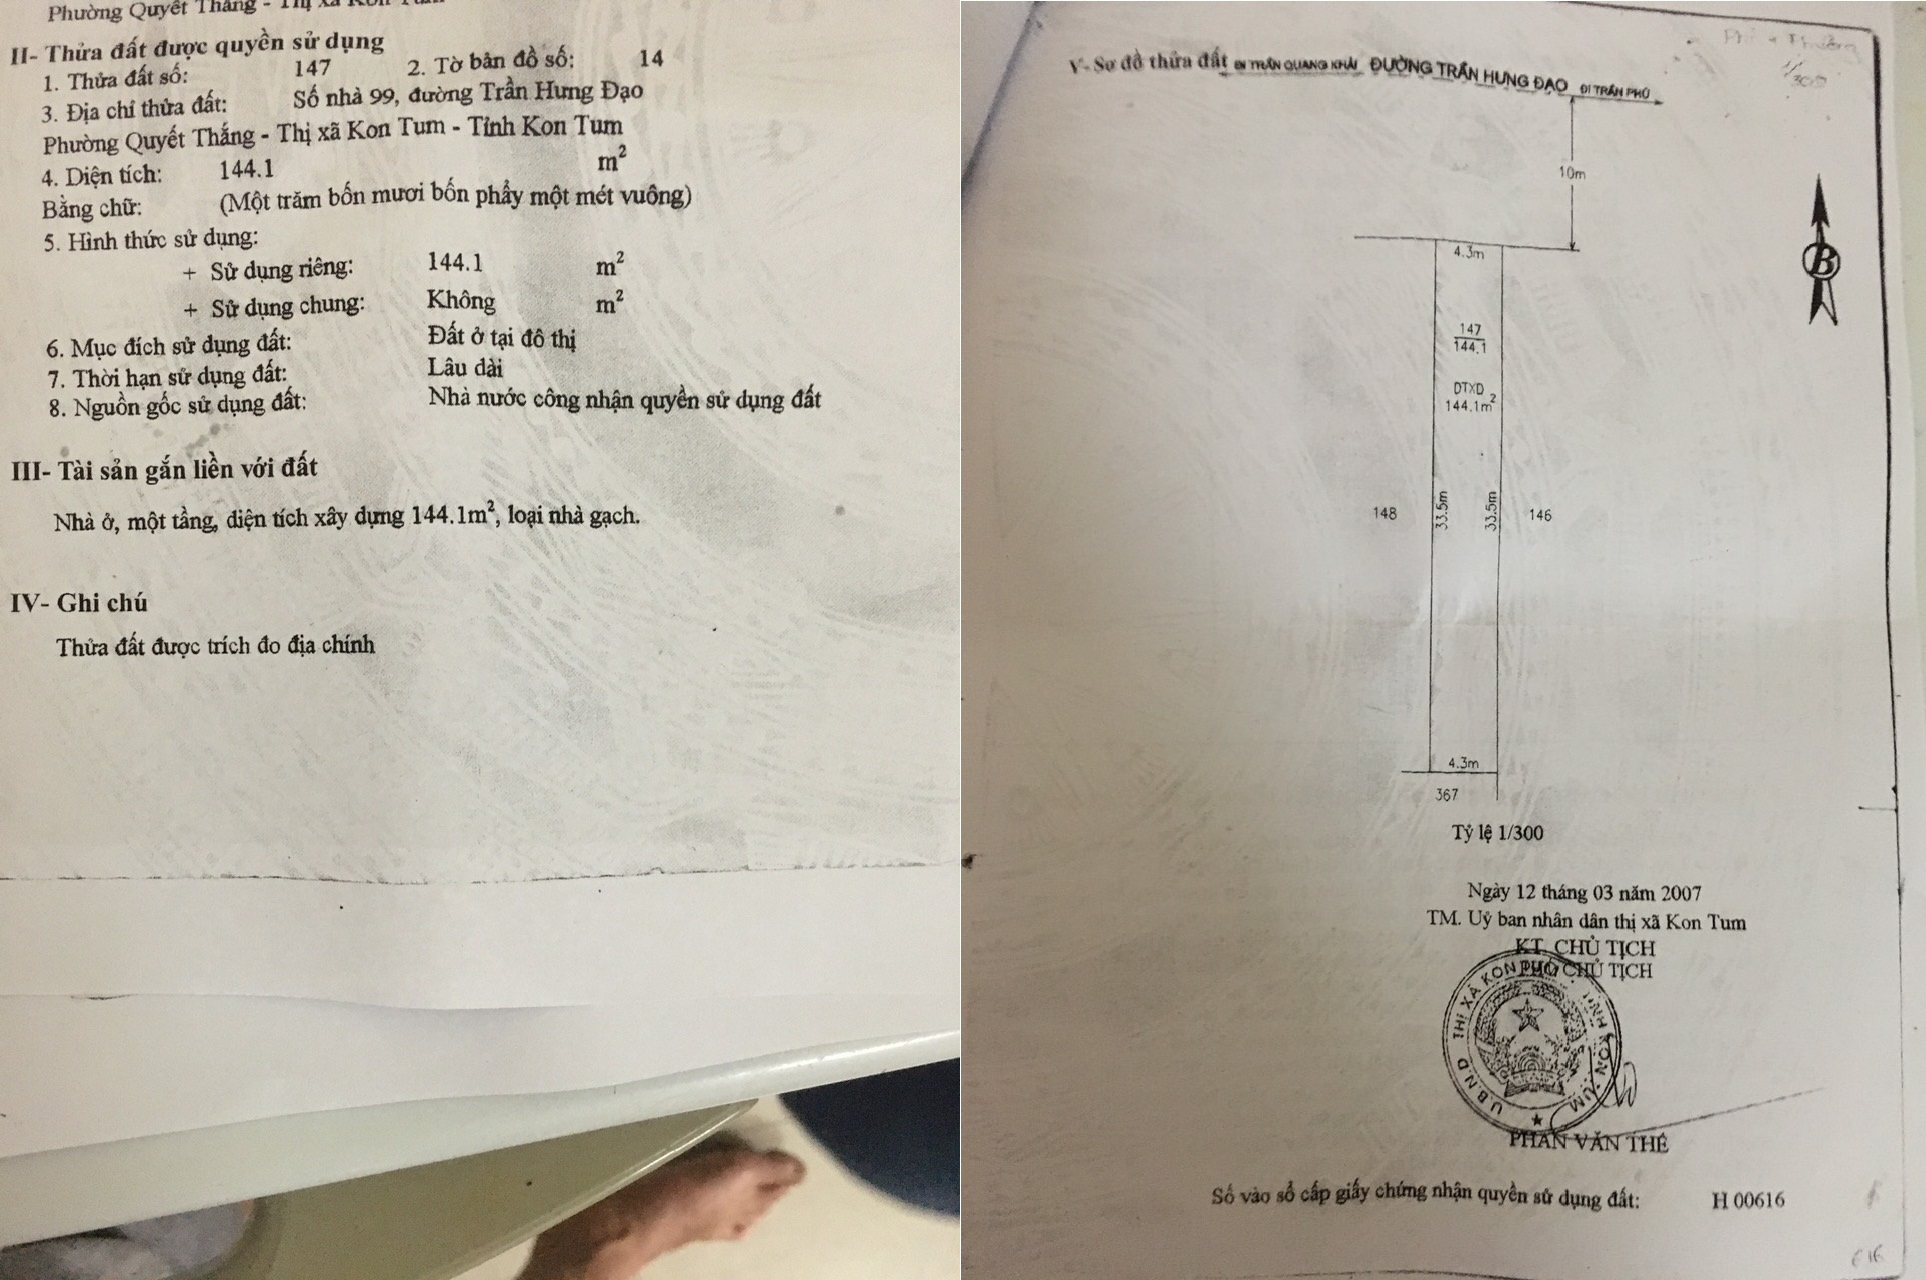 Phường Quyết Thắng - Thị xã Kon Tum
II- Thửa đất được quyền sử dụng
1. Thửa đất số: 147 2. Tờ bản đồ số: 14
3. Địa chỉ thửa đất: Số nhà 99, đường Trần Hưng Đạo
Phường Quyết Thắng - Thị xã Kon Tum - Tỉnh Kon Tum
4. Diện tích: 144.1 m²
Bằng chữ: (Một trăm bốn mươi bốn phẩy một mét vuông)
5. Hình thức sử dụng:
+ Sử dụng riêng: 144.1 m²
+ Sử dụng chung: Không m²
6. Mục đích sử dụng đất: Đất ở tại đô thị
7. Thời hạn sử dụng đất: Lâu dài
8. Nguồn gốc sử dụng đất: Nhà nước công nhận quyền sử dụng đất
III- Tài sản gắn liền với đất
Nhà ở, một tầng, diện tích xây dựng 144.1m², loại nhà gạch.
IV- Ghi chú
Thửa đất được trích đo địa chính
1/300
V- Sơ đồ thửa đất ĐI TRẦN QUANG KHẢI ĐƯỜNG TRẦN HƯNG ĐẠO ĐI TRẦN PHÚ
10m
B
4.3m
147
144.1
DTXD
144.1m²
148 33.5m 33.5m 146
4.3m
367
Tỷ lệ 1/300
Ngày 12 tháng 03 năm 2007
TM. Uỷ ban nhân dân thị xã Kon Tum
KT. CHỦ TỊCH
PHÓ CHỦ TỊCH
U.B.N.D THỊ XÃ KON TUM TỈNH KON TUM
PHAN VĂN THẾ
Số vào sổ cấp giấy chứng nhận quyền sử dụng đất: H 00616
616